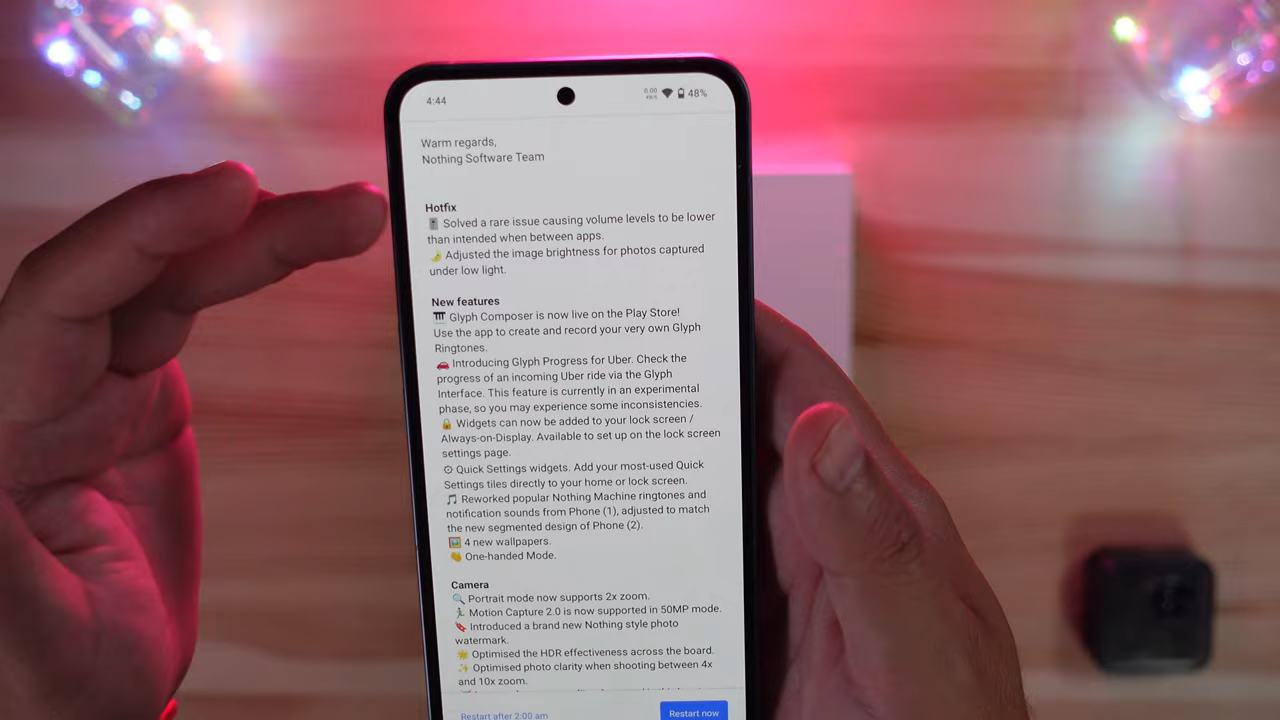 4:44
0.00
48%
Warm regards,
Nothing Software Team
Hotfix
🎚 Solved a rare issue causing volume levels to be lower
than intended when between apps.
🌛 Adjusted the image brightness for photos captured
under low light.
New features
🎹 Glyph Composer is now live on the Play Store!
Use the app to create and record your very own Glyph
Ringtones.
🚗 Introducing Glyph Progress for Uber. Check the
progress of an incoming Uber ride via the Glyph
Interface. This feature is currently in an experimental
phase, so you may experience some inconsistencies.
🔒 Widgets can now be added to your lock screen /
Always-on-Display. Available to set up on the lock screen
settings page.
⚙ Quick Settings widgets. Add your most-used Quick
Settings tiles directly to your home or lock screen.
🎵 Reworked popular Nothing Machine ringtones and
notification sounds from Phone (1), adjusted to match
the new segmented design of Phone (2).
🖼 4 new wallpapers.
👏 One-handed Mode.
Camera
🔍 Portrait mode now supports 2x zoom.
🏃 Motion Capture 2.0 is now supported in 50MP mode.
🔖 Introduced a brand new Nothing style photo
watermark.
🌟 Optimised the HDR effectiveness across the board.
✨ Optimised photo clarity when shooting between 4x
and 10x zoom.
Restart after 2:00 am
Restart now